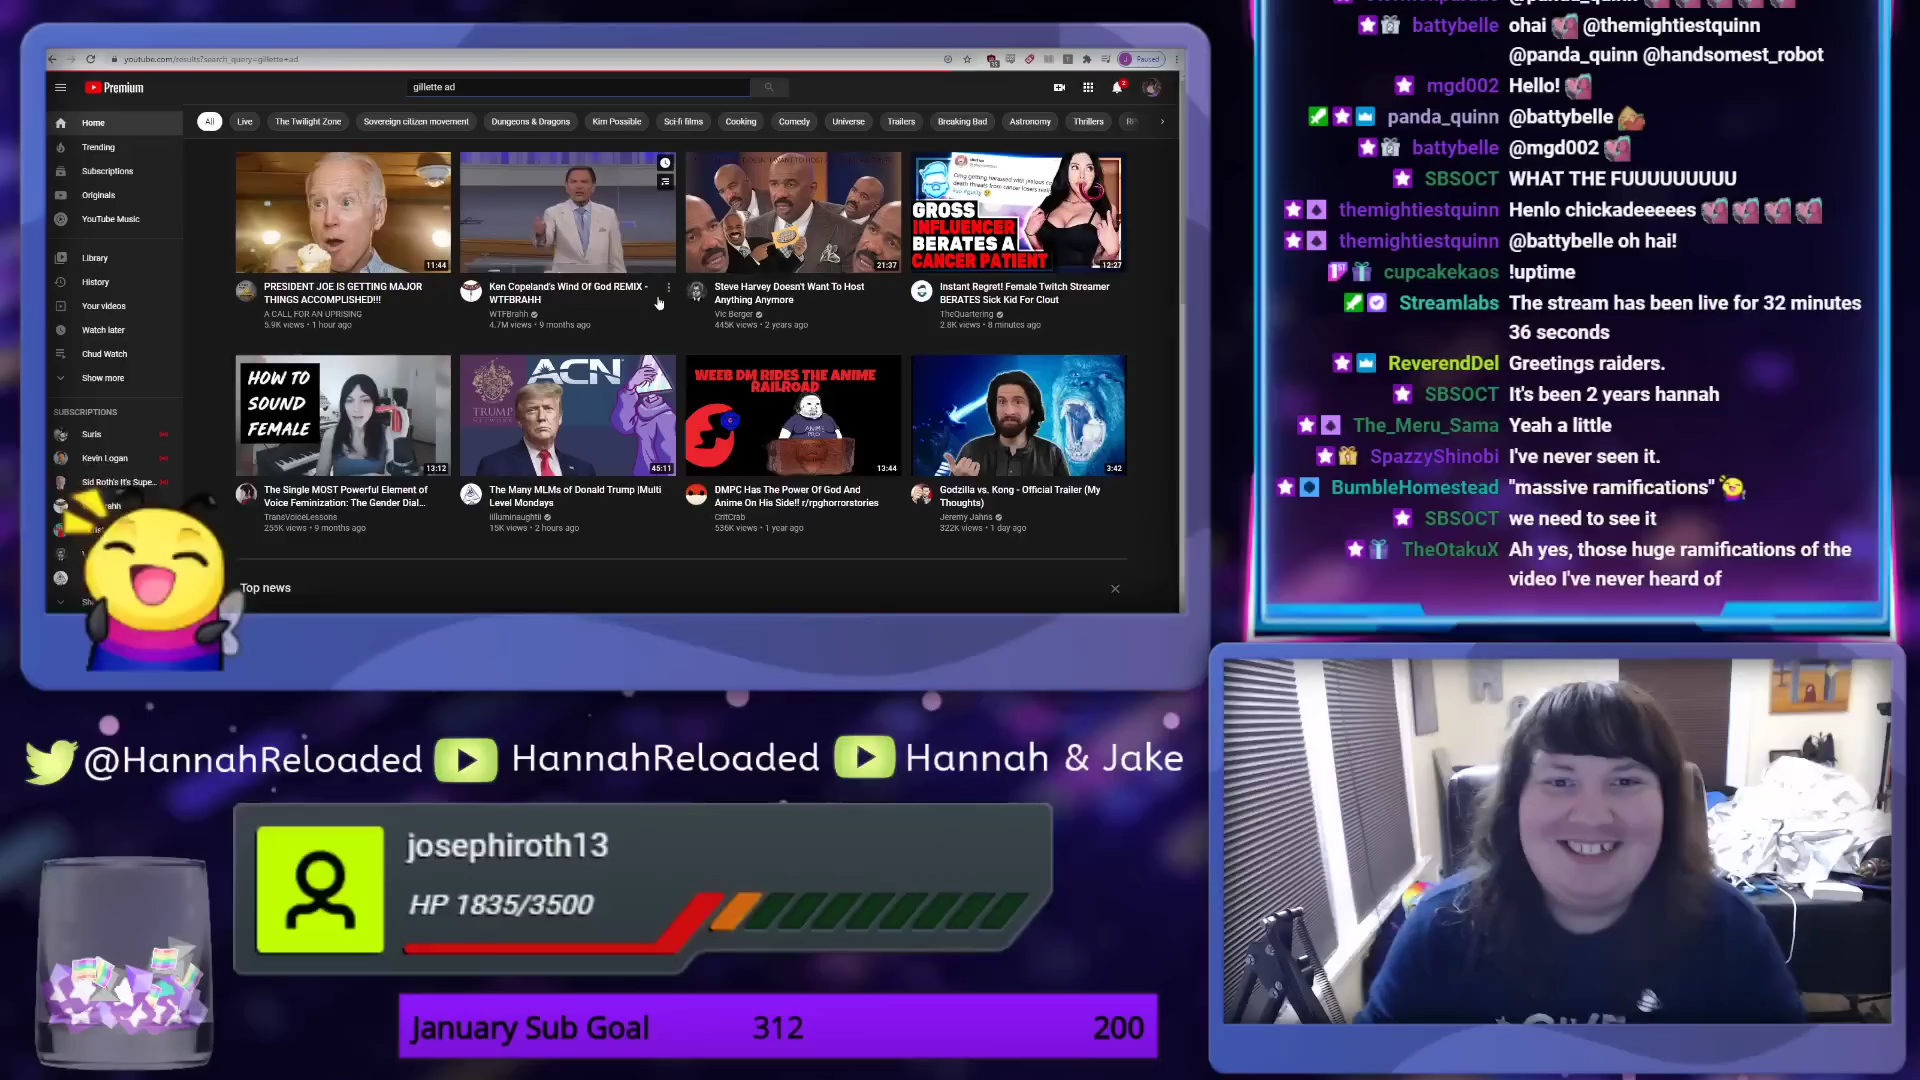 youtube.com/results?search_query=gillette+ad
Paused
Premium
gillette ad
2
All
Live
The Twilight Zone
Sovereign citizen movement
Dungeons & Dragons
Kim Possible
Sci-fi films
Cooking
Comedy
Universe
Trailers
Breaking Bad
Astronomy
Thrillers
Home
Trending
Subscriptions
Originals
YouTube Music
Library
History
Your videos
Watch later
Chud Watch
Show more
SUBSCRIPTIONS
Suris
Kevin Logan
Sid Roth's It's Supe...
11:44
PRESIDENT JOE IS GETTING MAJOR
THINGS ACCOMPLISHED!!!
A CALL FOR AN UPRISING
5.9K views • 1 hour ago
Ken Copeland's Wind Of God REMIX -
WTFBRAHH
WTFBrahh
4.7M views • 9 months ago
21:37
Steve Harvey Doesn't Want To Host
Anything Anymore
Vic Berger
445K views • 2 years ago
GROSS
INFLUENCER
BERATES A
CANCER PATIENT
12:27
Instant Regret! Female Twitch Streamer
BERATES Sick Kid For Clout
TheQuartering
2.8K views • 8 minutes ago
HOW TO
SOUND
FEMALE
13:12
The Single MOST Powerful Element of
Voice Feminization: The Gender Dial...
TransVoiceLessons
255K views • 9 months ago
ACN
TRUMP
NETWORK
45:11
The Many MLMs of Donald Trump |Multi
Level Mondays
iilluminaughtii
15K views • 2 hours ago
WEEB DM RIDES THE ANIME
RAILROAD
13:44
DMPC Has The Power Of God And
Anime On His Side!! r/rpghorrorstories
CritCrab
536K views • 1 year ago
3:42
Godzilla vs. Kong - Official Trailer (My
Thoughts)
Jeremy Jahns
322K views • 1 day ago
Top news
battybelle ohai @themightiestquinn
@panda_quinn @handsomest_robot
mgd002 Hello!
panda_quinn @battybelle
battybelle @mgd002
SBSOCT WHAT THE FUUUUUUUUU
themightiestquinn Henlo chickadeeeees
themightiestquinn @battybelle oh hai!
cupcakekaos !uptime
Streamlabs The stream has been live for 32 minutes
36 seconds
ReverendDel Greetings raiders.
SBSOCT It's been 2 years hannah
The_Meru_Sama Yeah a little
SpazzyShinobi I've never seen it.
BumbleHomestead "massive ramifications"
SBSOCT we need to see it
TheOtakuX Ah yes, those huge ramifications of the
video I've never heard of
@HannahReloaded HannahReloaded Hannah & Jake
josephiroth13
HP 1835/3500
January Sub Goal 312 200